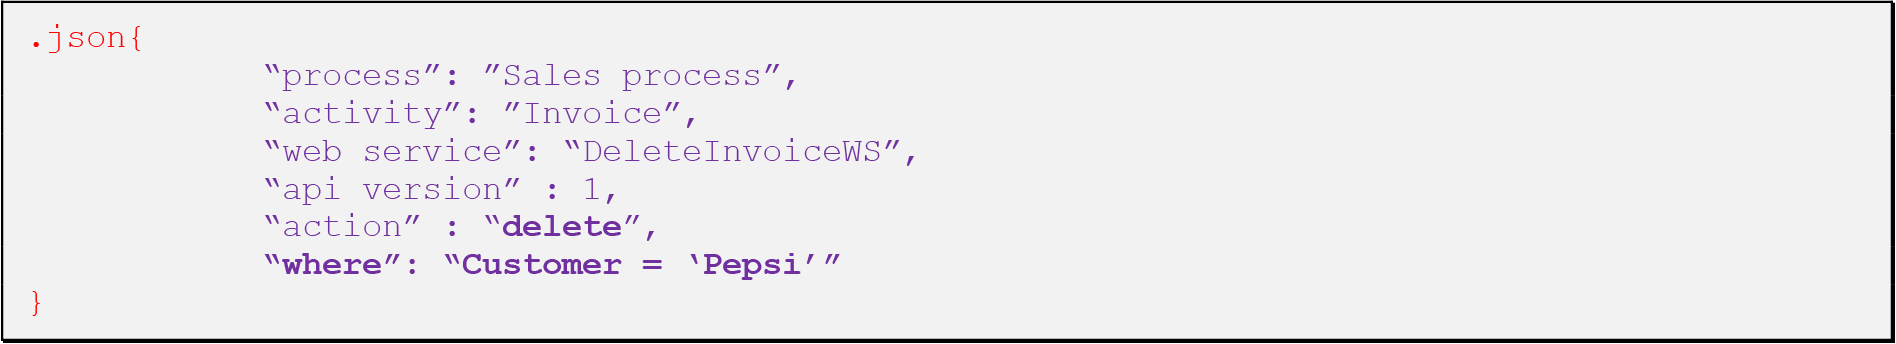 .json{
“process”: ”Sales process”,
“activity”: ”Invoice”,
“web service”: “DeleteInvoiceWS”,
“api version” : 1,
“action” : “delete”,
“where”: “Customer = ‘Pepsi’”
}